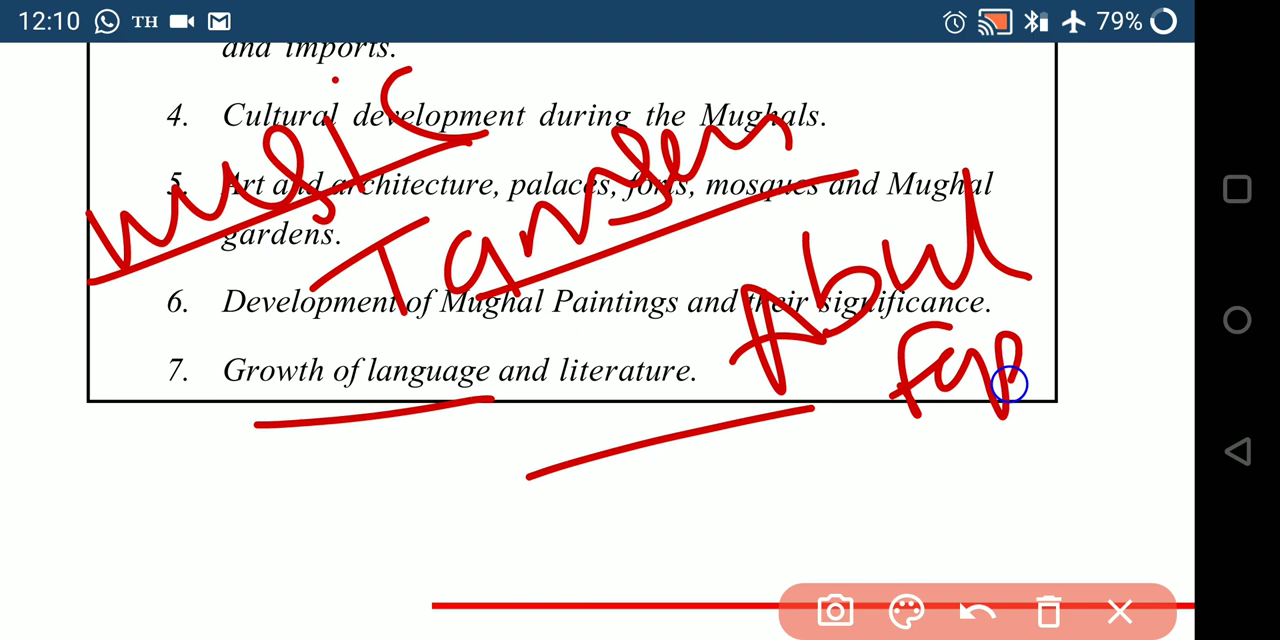 12:10 TH 79%
and imports.
4. Cultural development during the Mughals.
music
5. Art and architecture, palaces, forts, mosques and Mughal
gardens.
Tansen
Abul
6. Development of Mughal Paintings and their significance.
7. Growth of language and literature.